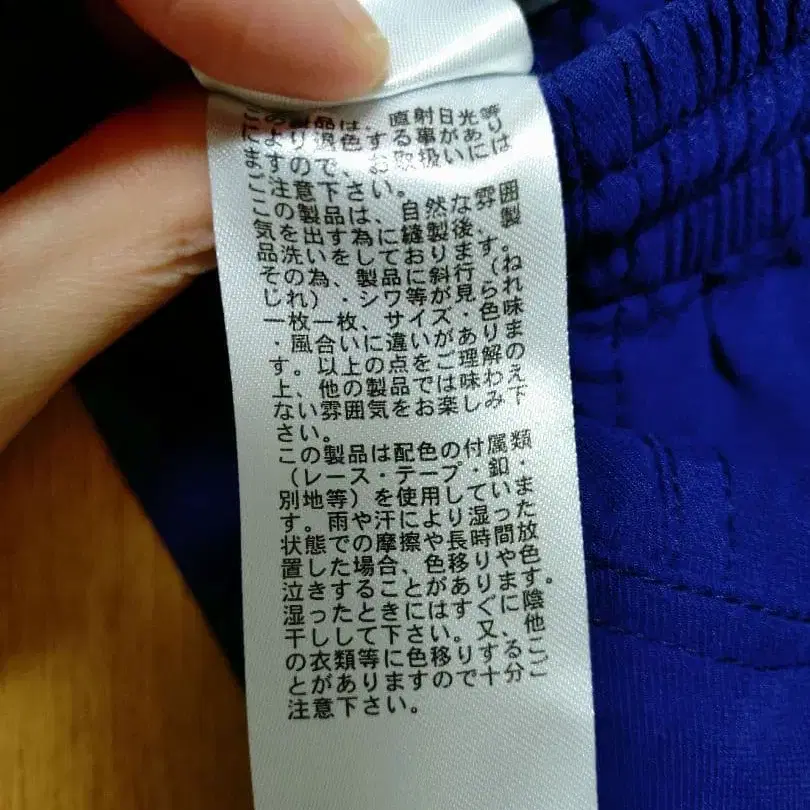 この製品は、直射日光等
により退色する事があり
ますので、お取扱いには
ご注意下さい。
この製品は、自然な雰囲
気を出す為に縫製後、製
品洗いをしております。
その為、製品に斜行（ねれ
じれ）・シワ等が見られ
一枚一枚、サイズ・色味
・風合いに違いがありま
す。以上の点をご理解の
上、他の製品では味わえ
ない雰囲気をお楽しみ下
さい。
この製品は配色の付属類
（レース・テープ・釦・
別地等）を使用していま
す。雨や汗により湿った
状態での摩擦や長時間放
置した場合、色移りや色
泣きすることがあります。
湿ったときにはすぐに陰
干しして下さい。又、他
の衣類等に色移りするこ
とがありますので十分ご
注意下さい。